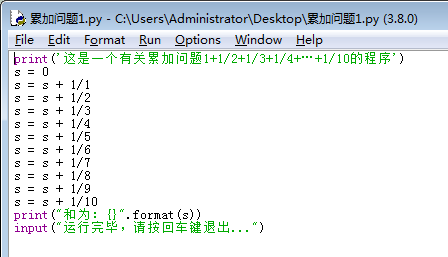 累加问题1.py - C:\Users\Administrator\Desktop\累加问题1.py (3.8.0)
File Edit Format Run Options Window Help
print('这是一个有关累加问题1+1/2+1/3+1/4+…+1/10的程序')
s = 0
s = s + 1/1
s = s + 1/2
s = s + 1/3
s = s + 1/4
s = s + 1/5
s = s + 1/6
s = s + 1/7
s = s + 1/8
s = s + 1/9
s = s + 1/10
print("和为：{}".format(s))
input("运行完毕，请按回车键退出...")